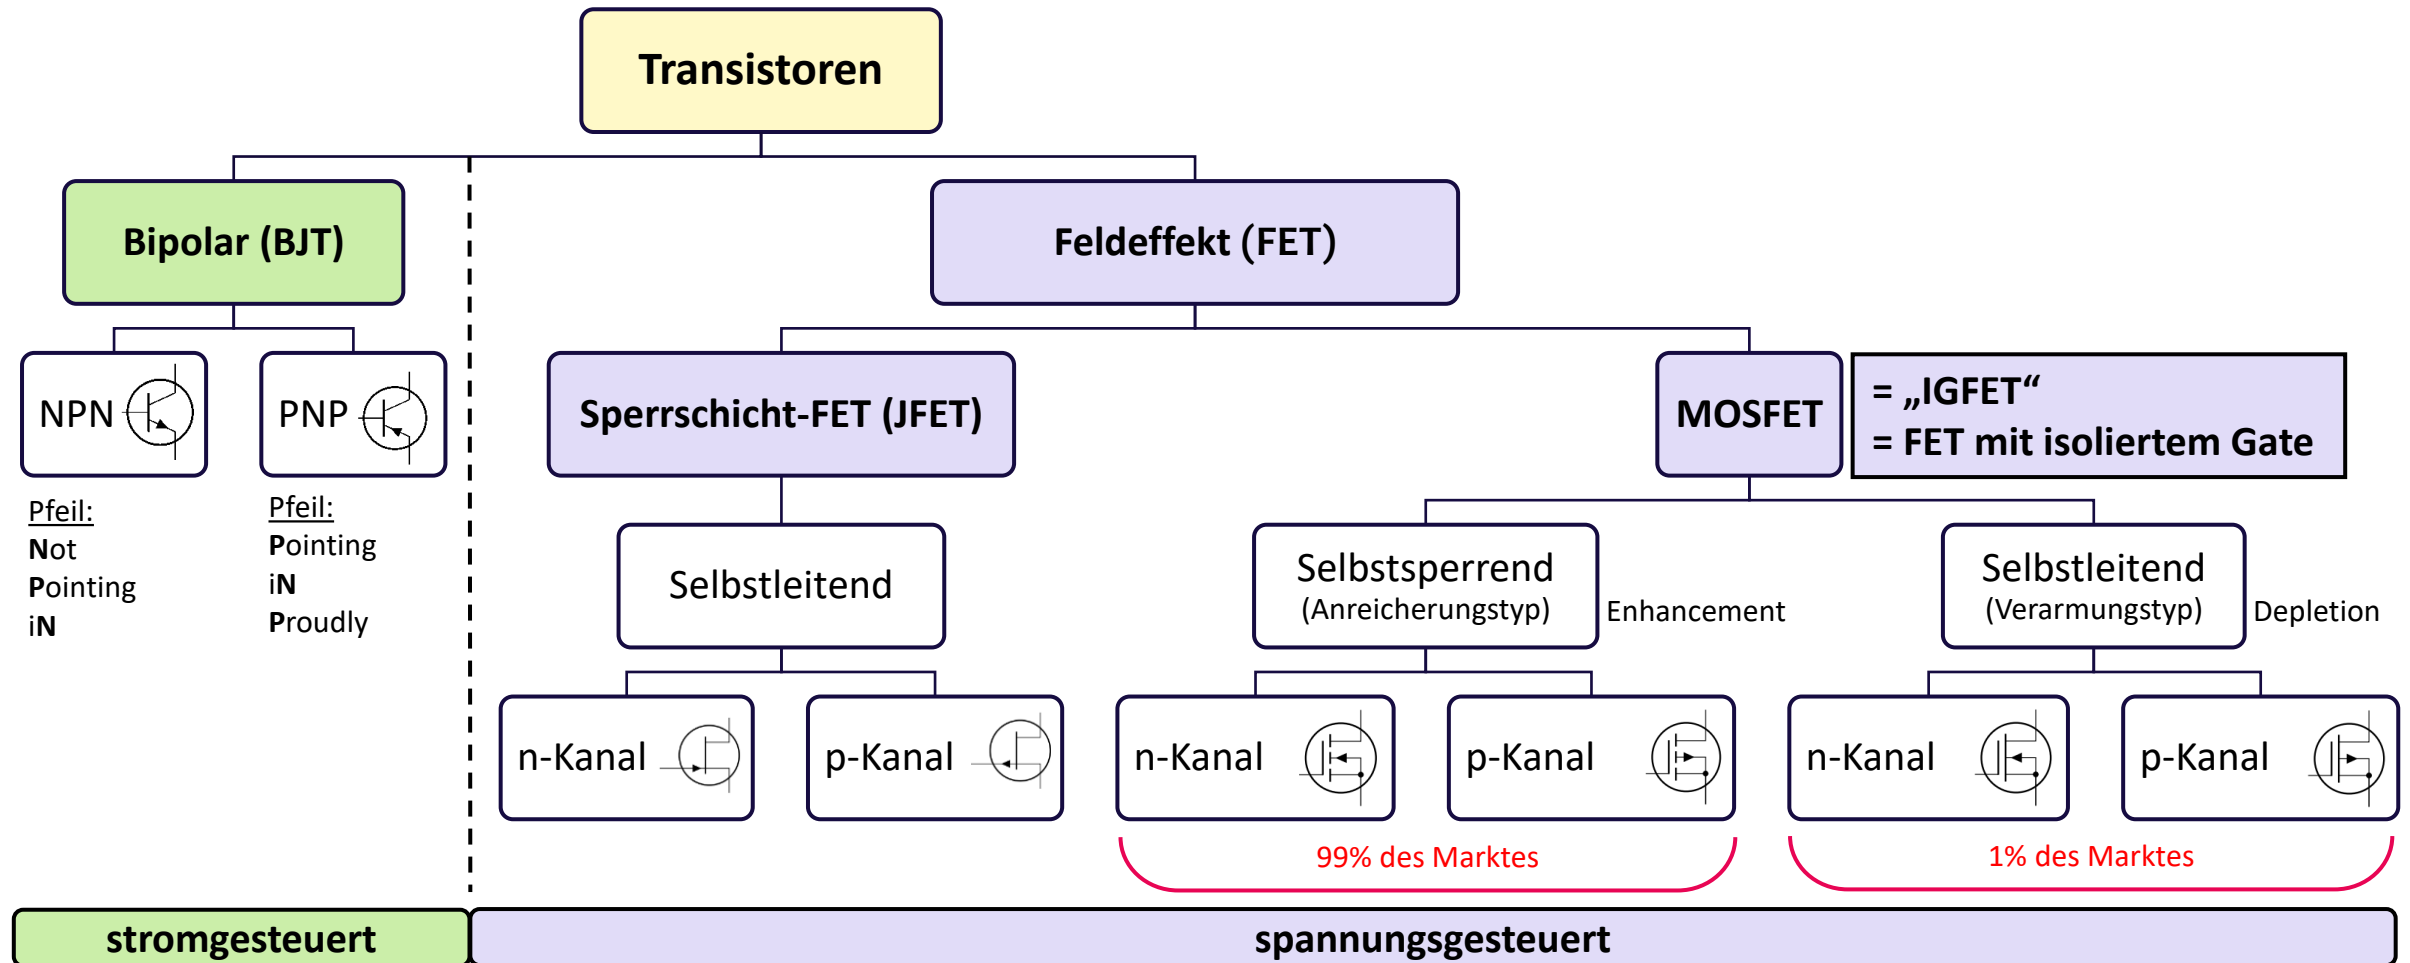 Transistoren
Bipolar (BJT)
Feldeffekt (FET)
NPN
PNP
Sperrschicht-FET (JFET)
MOSFET
= „IGFET“
= FET mit isoliertem Gate
Pfeil:
Not
Pointing
iN
Pfeil:
Pointing
iN
Proudly
Selbstleitend
Selbstsperrend
(Anreicherungstyp)
Enhancement
Selbstleitend
(Verarmungstyp)
Depletion
n-Kanal
p-Kanal
n-Kanal
p-Kanal
n-Kanal
p-Kanal
99% des Marktes
1% des Marktes
stromgesteuert
spannungsgesteuert